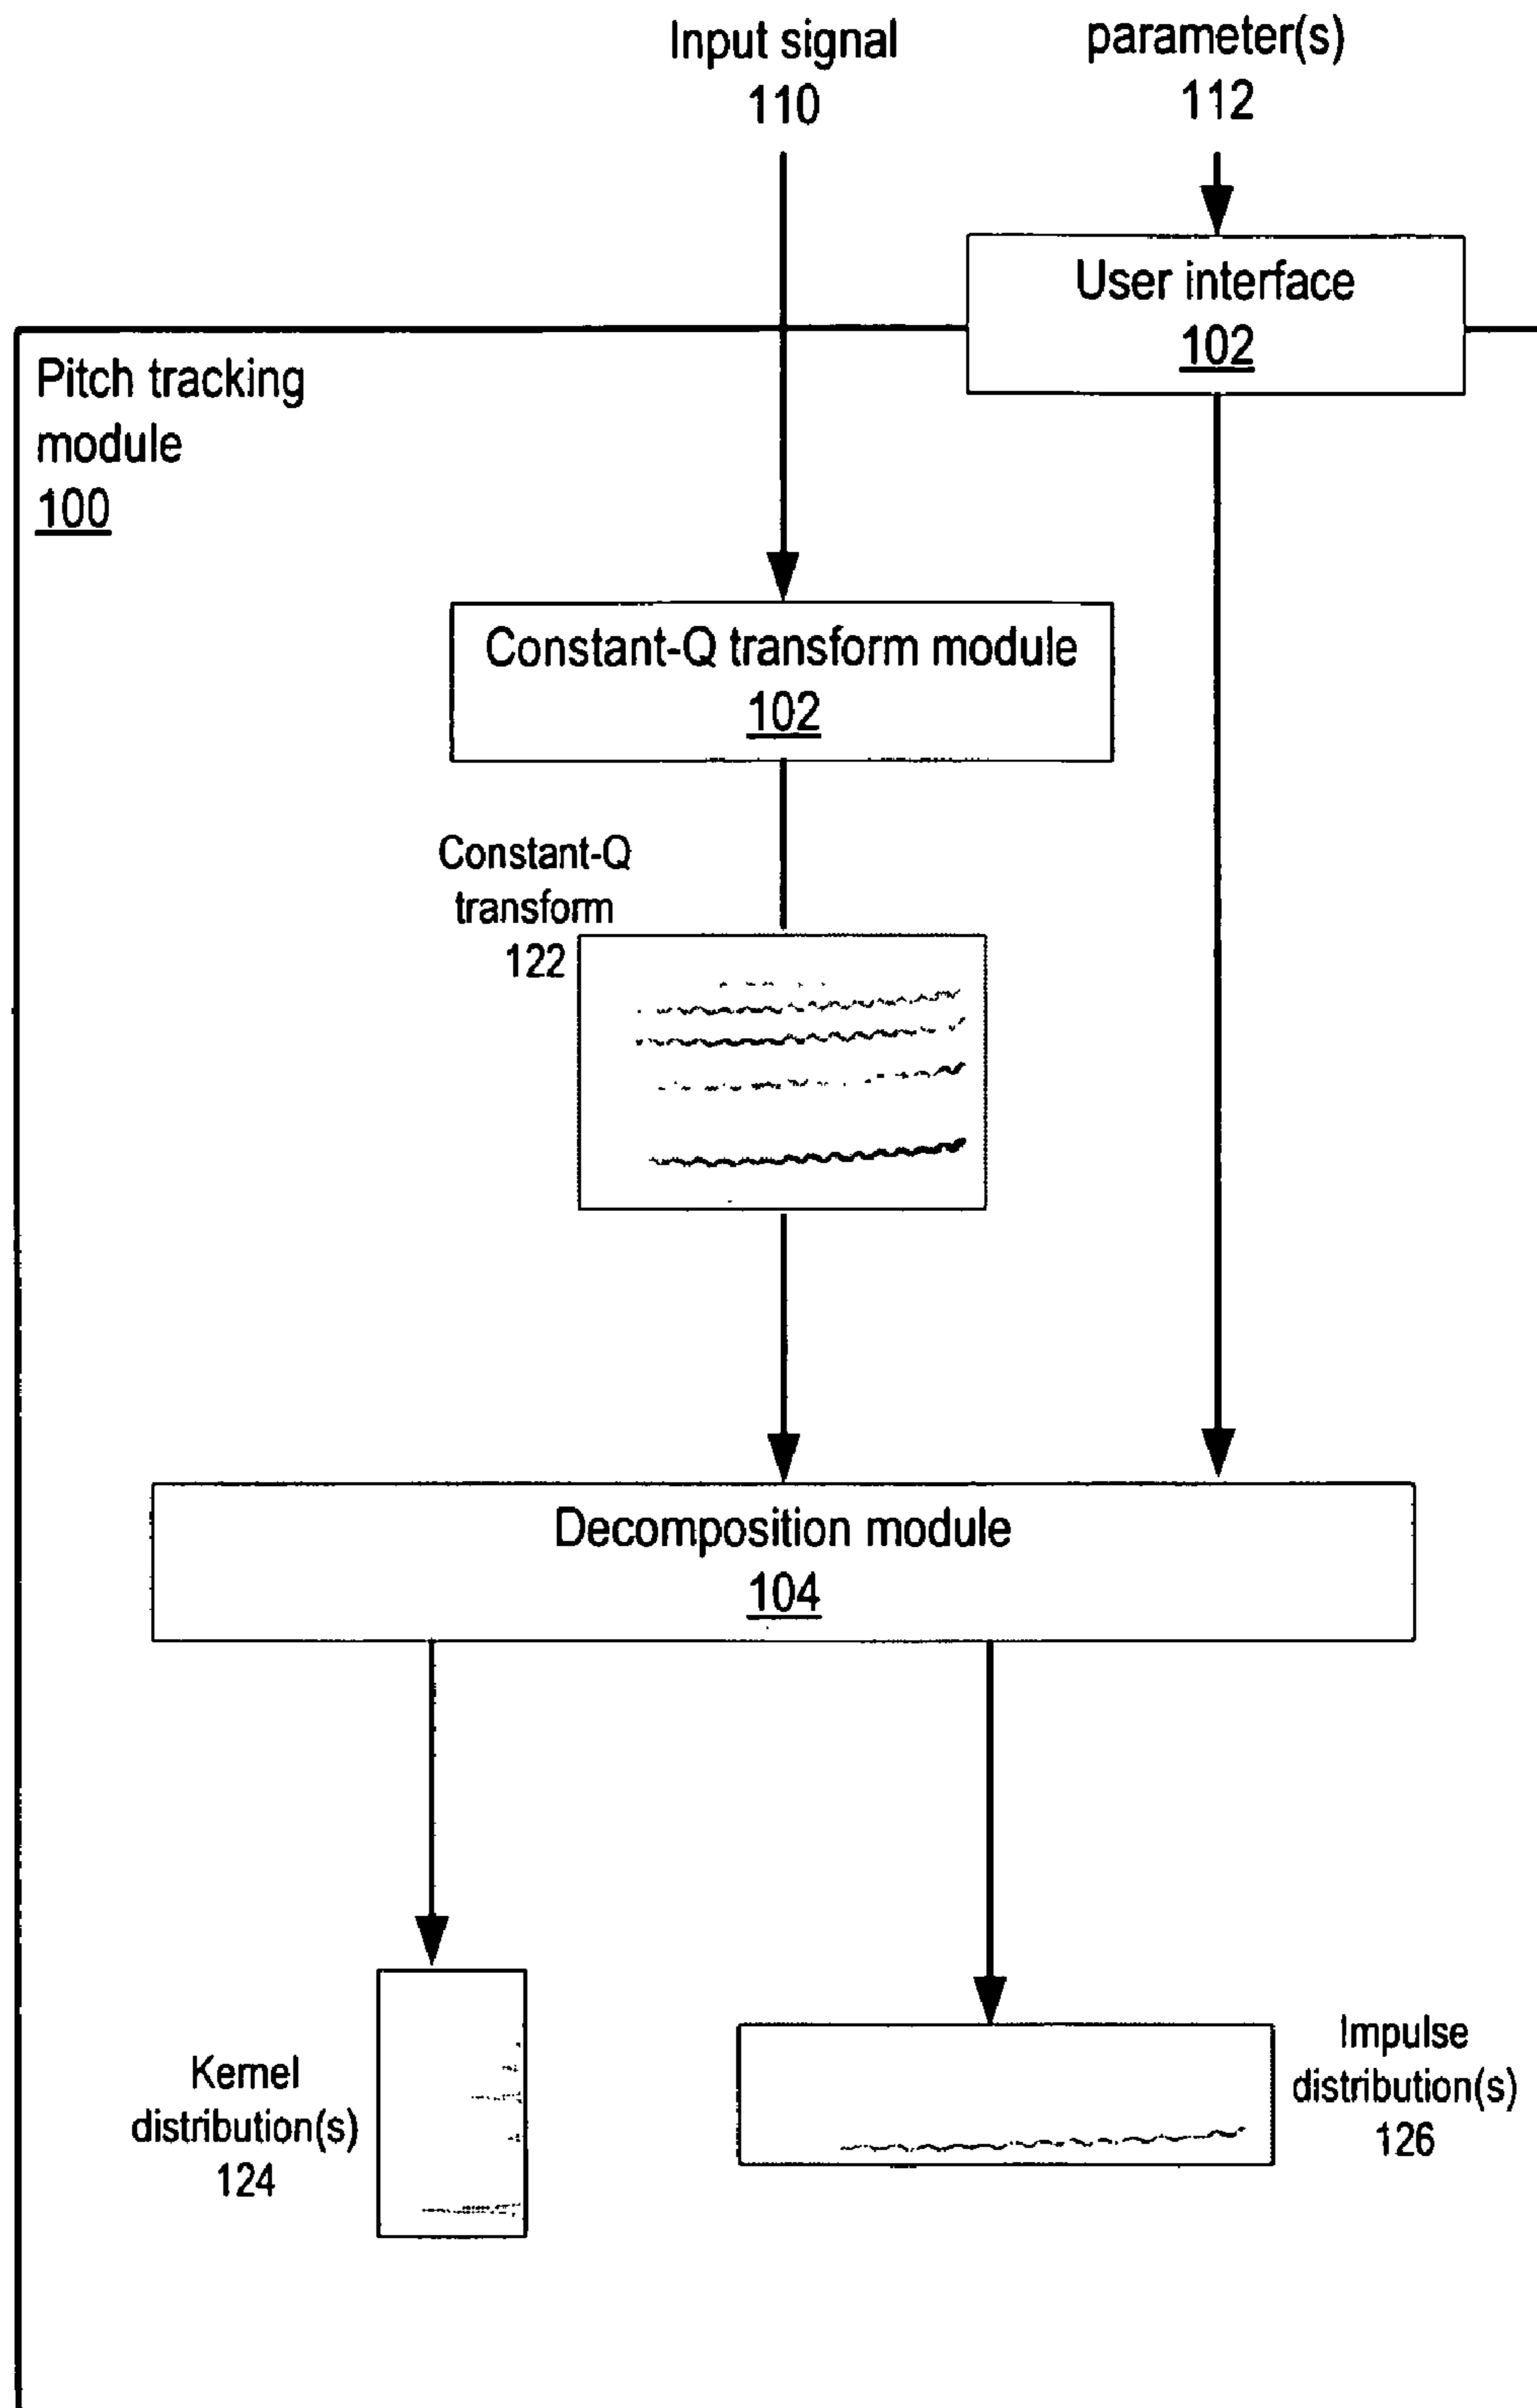 Input signal
110
parameter(s)
112
User interface
102
Pitch tracking
module
100
Constant-Q transform module
102
Constant-Q
transform
122
Decomposition module
104
Kernel
distribution(s)
124
Impulse
distribution(s)
126